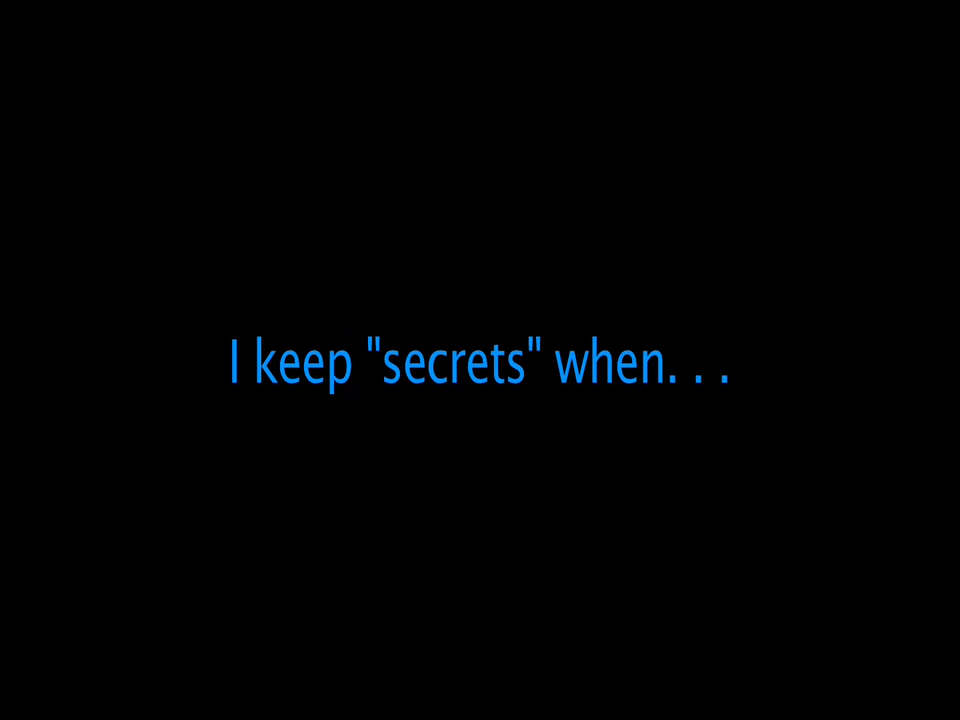 I keep "secrets" when. . .